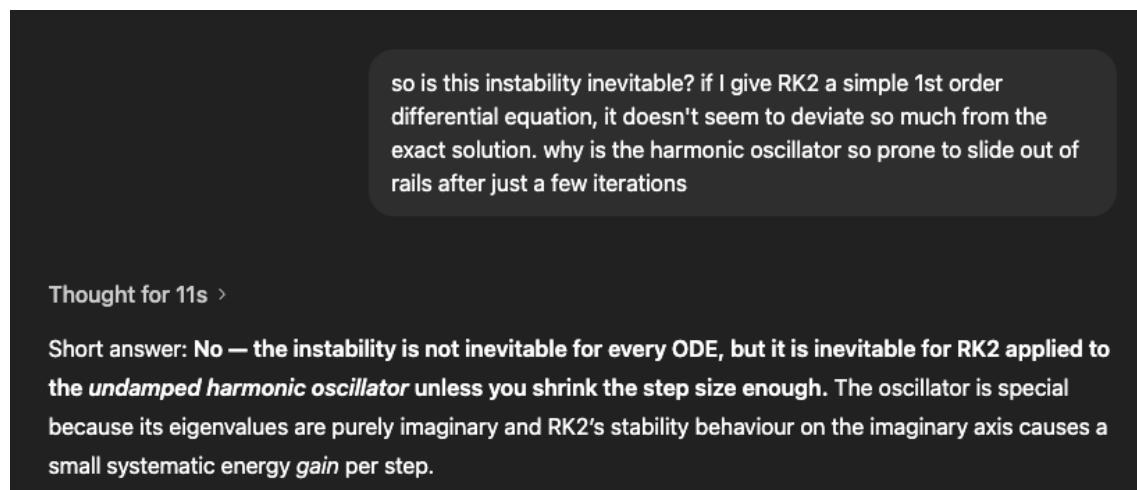 so is this instability inevitable? if I give RK2 a simple 1st order
differential equation, it doesn't seem to deviate so much from the
exact solution. why is the harmonic oscillator so prone to slide out of
rails after just a few iterations
Thought for 11s >
Short answer: No — the instability is not inevitable for every ODE, but it is inevitable for RK2 applied to
the undamped harmonic oscillator unless you shrink the step size enough. The oscillator is special
because its eigenvalues are purely imaginary and RK2’s stability behaviour on the imaginary axis causes a
small systematic energy gain per step.